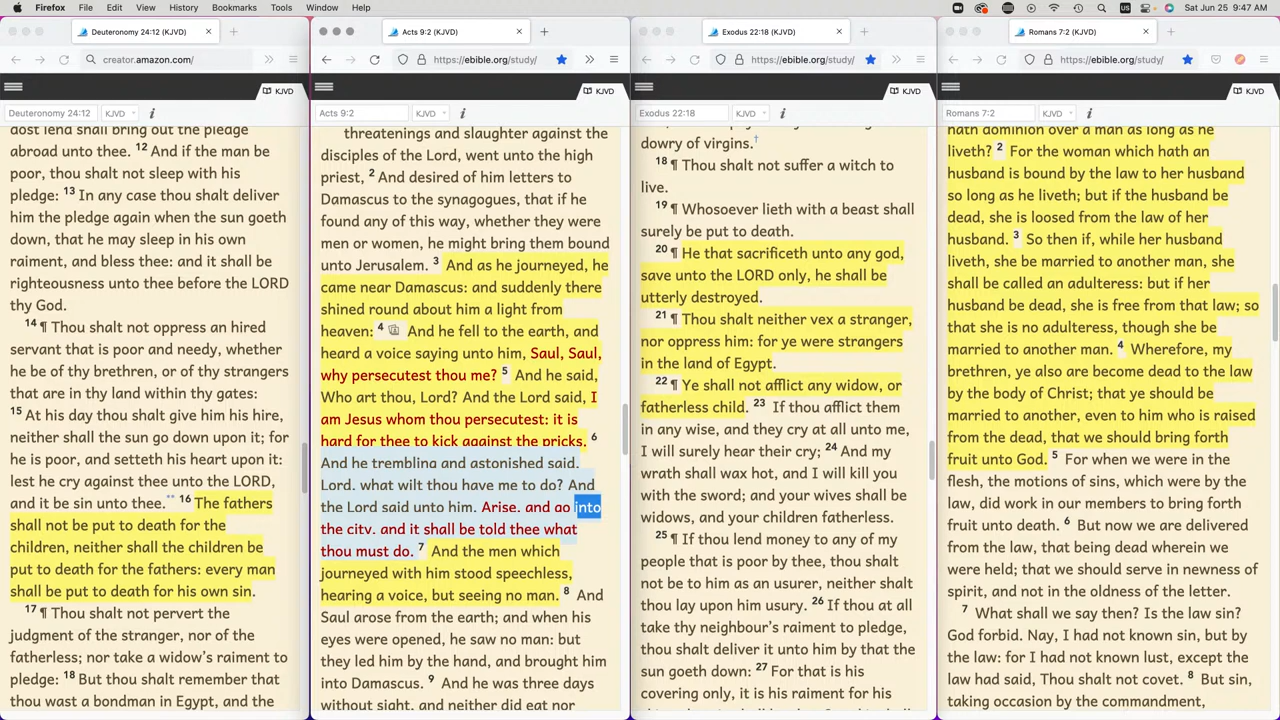 Firefox File Edit View History Bookmarks Tools Window Help US Sat Jun 25 9:47 AM
Deuteronomy 24:12 (KJVD)
creator.amazon.com/
KJVD
Deuteronomy 24:12 KJVD i
dost lend shall bring out the pledge
abroad unto thee. 12 And if the man be
poor, thou shalt not sleep with his
pledge: 13 In any case thou shalt deliver
him the pledge again when the sun goeth
down, that he may sleep in his own
raiment, and bless thee: and it shall be
righteousness unto thee before the LORD
thy God.
14 ¶ Thou shalt not oppress an hired
servant that is poor and needy, whether
he be of thy brethren, or of thy strangers
that are in thy land within thy gates:
15 At his day thou shalt give him his hire,
neither shall the sun go down upon it; for
he is poor, and setteth his heart upon it:
lest he cry against thee unto the LORD,
and it be sin unto thee. 16 The fathers
shall not be put to death for the
children, neither shall the children be
put to death for the fathers: every man
shall be put to death for his own sin.
17 ¶ Thou shalt not pervert the
judgment of the stranger, nor of the
fatherless; nor take a widow's raiment to
pledge: 18 But thou shalt remember that
thou wast a bondman in Egypt, and the
Acts 9:2 (KJVD)
https://ebible.org/study/
KJVD
Acts 9:2 KJVD i
threatenings and slaughter against the
disciples of the Lord, went unto the high
priest, 2 And desired of him letters to
Damascus to the synagogues, that if he
found any of this way, whether they were
men or women, he might bring them bound
unto Jerusalem. 3 And as he journeyed, he
came near Damascus: and suddenly there
shined round about him a light from
heaven: 4 And he fell to the earth, and
heard a voice saying unto him, Saul, Saul,
why persecutest thou me? 5 And he said,
Who art thou, Lord? And the Lord said, I
am Jesus whom thou persecutest: it is
hard for thee to kick against the pricks. 6
And he trembling and astonished said,
Lord, what wilt thou have me to do? And
the Lord said unto him, Arise, and go into
the city, and it shall be told thee what
thou must do. 7 And the men which
journeyed with him stood speechless,
hearing a voice, but seeing no man. 8 And
Saul arose from the earth; and when his
eyes were opened, he saw no man: but
they led him by the hand, and brought him
into Damascus. 9 And he was three days
without sight, and neither did eat nor
Exodus 22:18 (KJVD)
https://ebible.org/study/
KJVD
Exodus 22:18 KJVD i
dowry of virgins.†
18 ¶ Thou shalt not suffer a witch to
live.
19 ¶ Whosoever lieth with a beast shall
surely be put to death.
20 ¶ He that sacrificeth unto any god,
save unto the LORD only, he shall be
utterly destroyed.
21 ¶ Thou shalt neither vex a stranger,
nor oppress him: for ye were strangers
in the land of Egypt.
22 ¶ Ye shall not afflict any widow, or
fatherless child. 23 If thou afflict them
in any wise, and they cry at all unto me,
I will surely hear their cry; 24 And my
wrath shall wax hot, and I will kill you
with the sword; and your wives shall be
widows, and your children fatherless.
25 ¶ If thou lend money to any of my
people that is poor by thee, thou shalt
not be to him as an usurer, neither shalt
thou lay upon him usury. 26 If thou at all
take thy neighbour's raiment to pledge,
thou shalt deliver it unto him by that the
sun goeth down: 27 For that is his
covering only, it is his raiment for his
Romans 7:2 (KJVD)
https://ebible.org/study/
KJVD
Romans 7:2 KJVD i
hath dominion over a man as long as he
liveth? 2 For the woman which hath an
husband is bound by the law to her husband
so long as he liveth; but if the husband be
dead, she is loosed from the law of her
husband. 3 So then if, while her husband
liveth, she be married to another man, she
shall be called an adulteress: but if her
husband be dead, she is free from that law; so
that she is no adulteress, though she be
married to another man. 4 Wherefore, my
brethren, ye also are become dead to the law
by the body of Christ; that ye should be
married to another, even to him who is raised
from the dead, that we should bring forth
fruit unto God. 5 For when we were in the
flesh, the motions of sins, which were by the
law, did work in our members to bring forth
fruit unto death. 6 But now we are delivered
from the law, that being dead wherein we
were held; that we should serve in newness of
spirit, and not in the oldness of the letter.
7 What shall we say then? Is the law sin?
God forbid. Nay, I had not known sin, but by
the law: for I had not known lust, except the
law had said, Thou shalt not covet. 8 But sin,
taking occasion by the commandment,